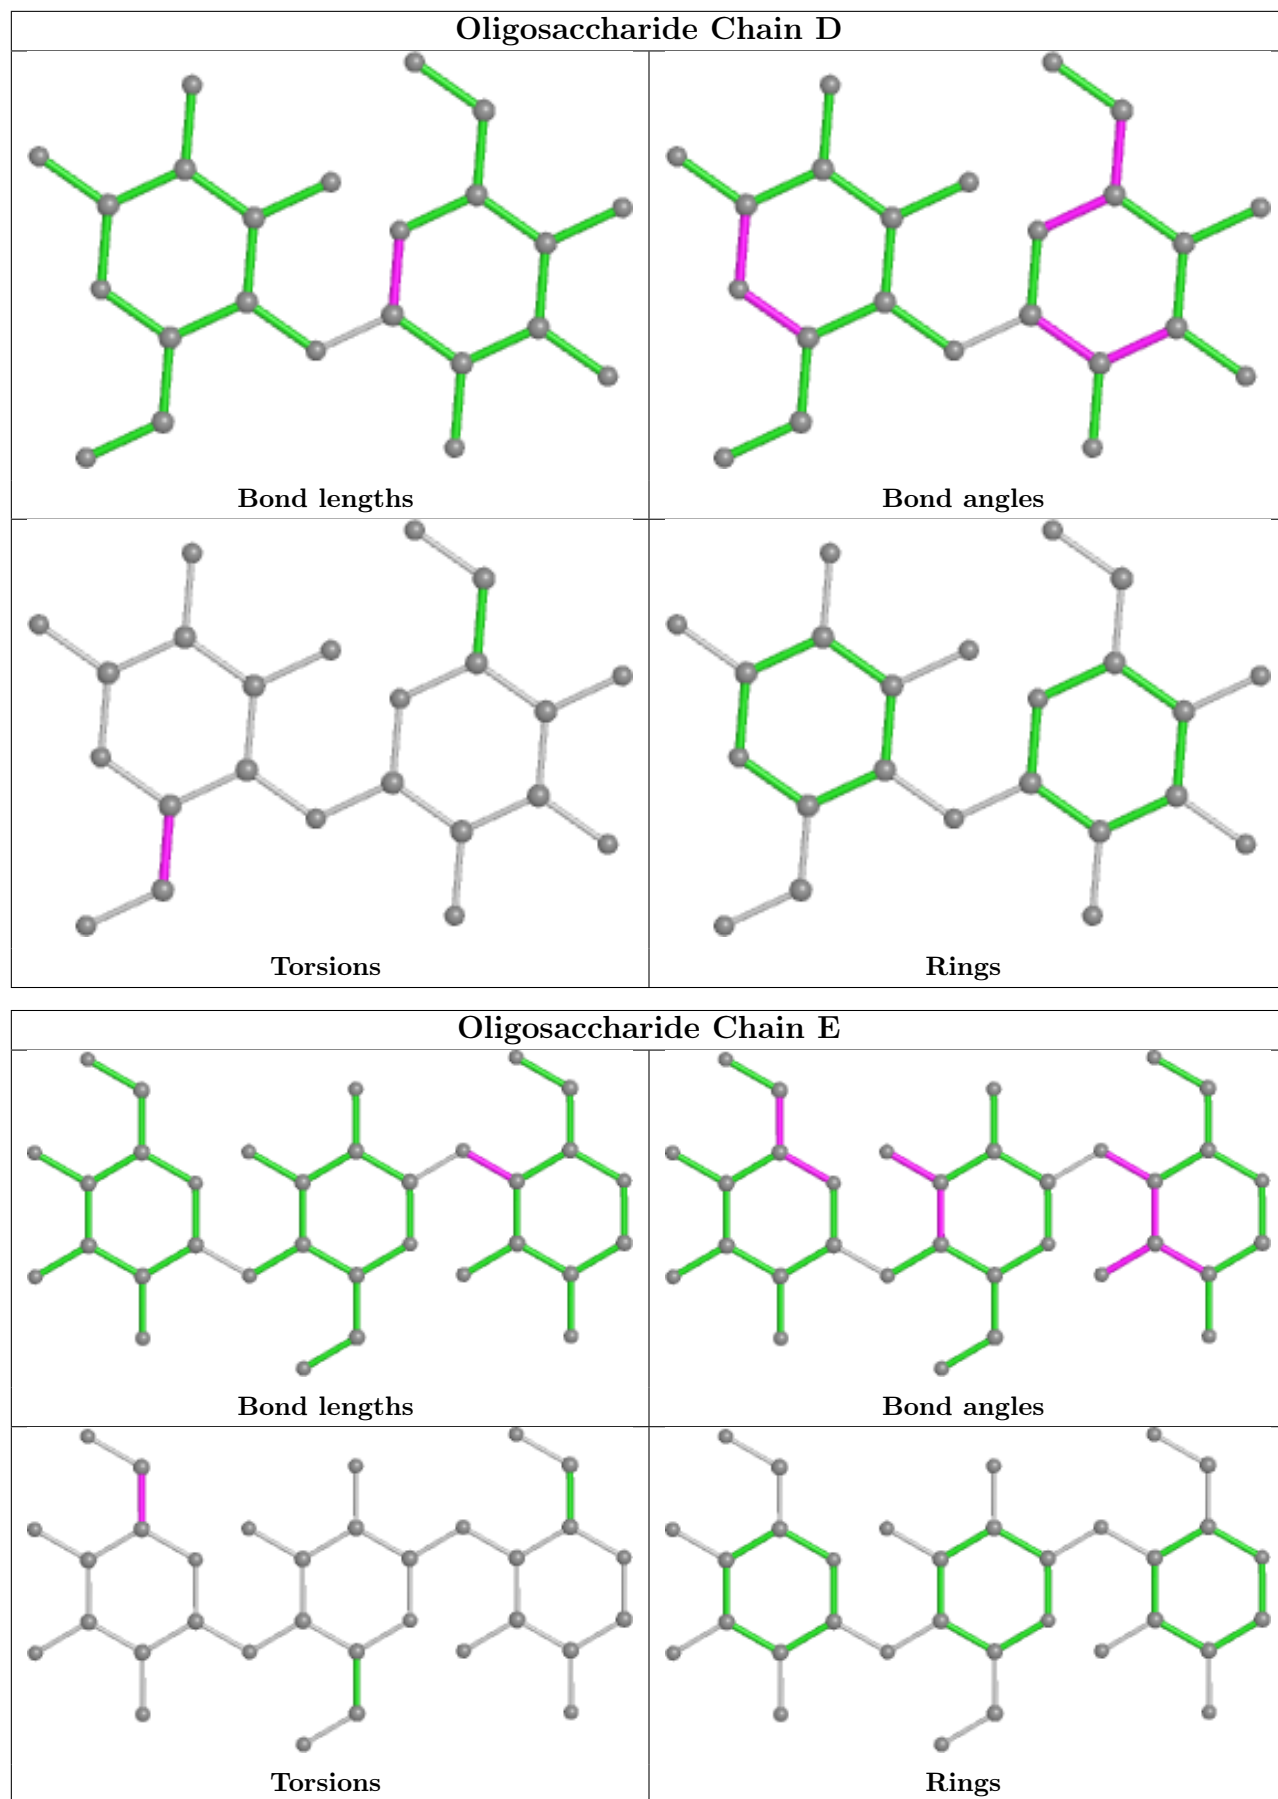 Oligosaccharide Chain D
Bond lengths
Bond angles
Torsions
Rings
Oligosaccharide Chain E
Bond lengths
Bond angles
Torsions
Rings